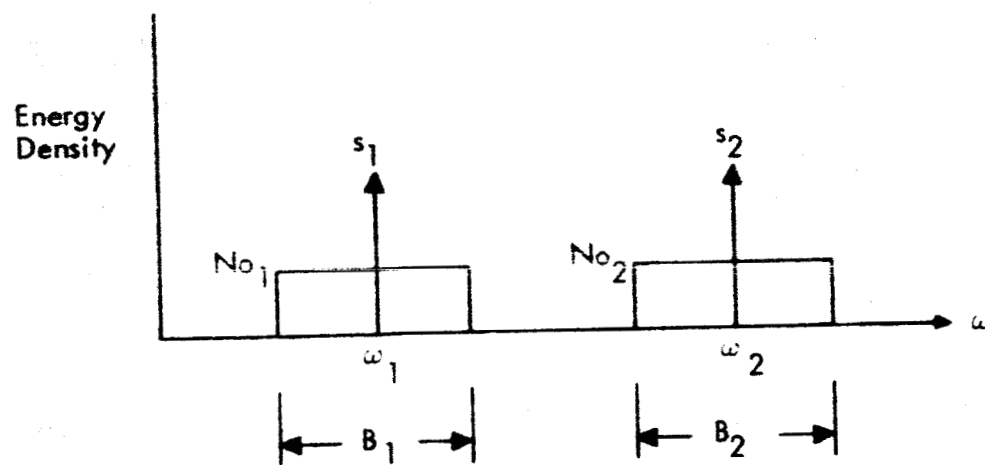 Energy
Density
s1
s2
No1
No2
ω
ω1
ω2
B1
B2